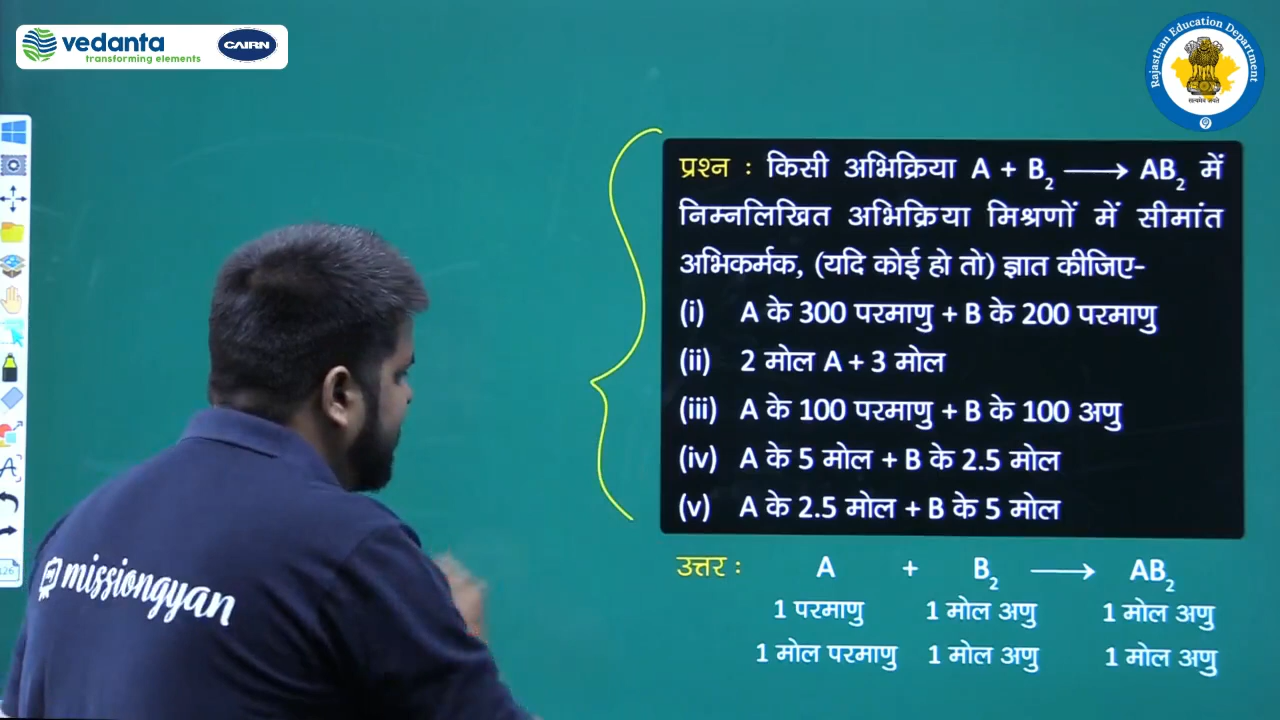 vedanta
transforming elements
CAIRN
Rajasthan Education Department
सत्यमेव जयते
प्रश्न : किसी अभिक्रिया A + B₂ ⟶ AB₂ में
निम्नलिखित अभिक्रिया मिश्रणों में सीमांत
अभिकर्मक, (यदि कोई हो तो) ज्ञात कीजिए-
(i) A के 300 परमाणु + B के 200 परमाणु
(ii) 2 मोल A + 3 मोल
(iii) A के 100 परमाणु + B के 100 अणु
(iv) A के 5 मोल + B के 2.5 मोल
(v) A के 2.5 मोल + B के 5 मोल
उत्तर : A + B₂ ⟶ AB₂
1 परमाणु 1 मोल अणु 1 मोल अणु
1 मोल परमाणु 1 मोल अणु 1 मोल अणु
missiongyan